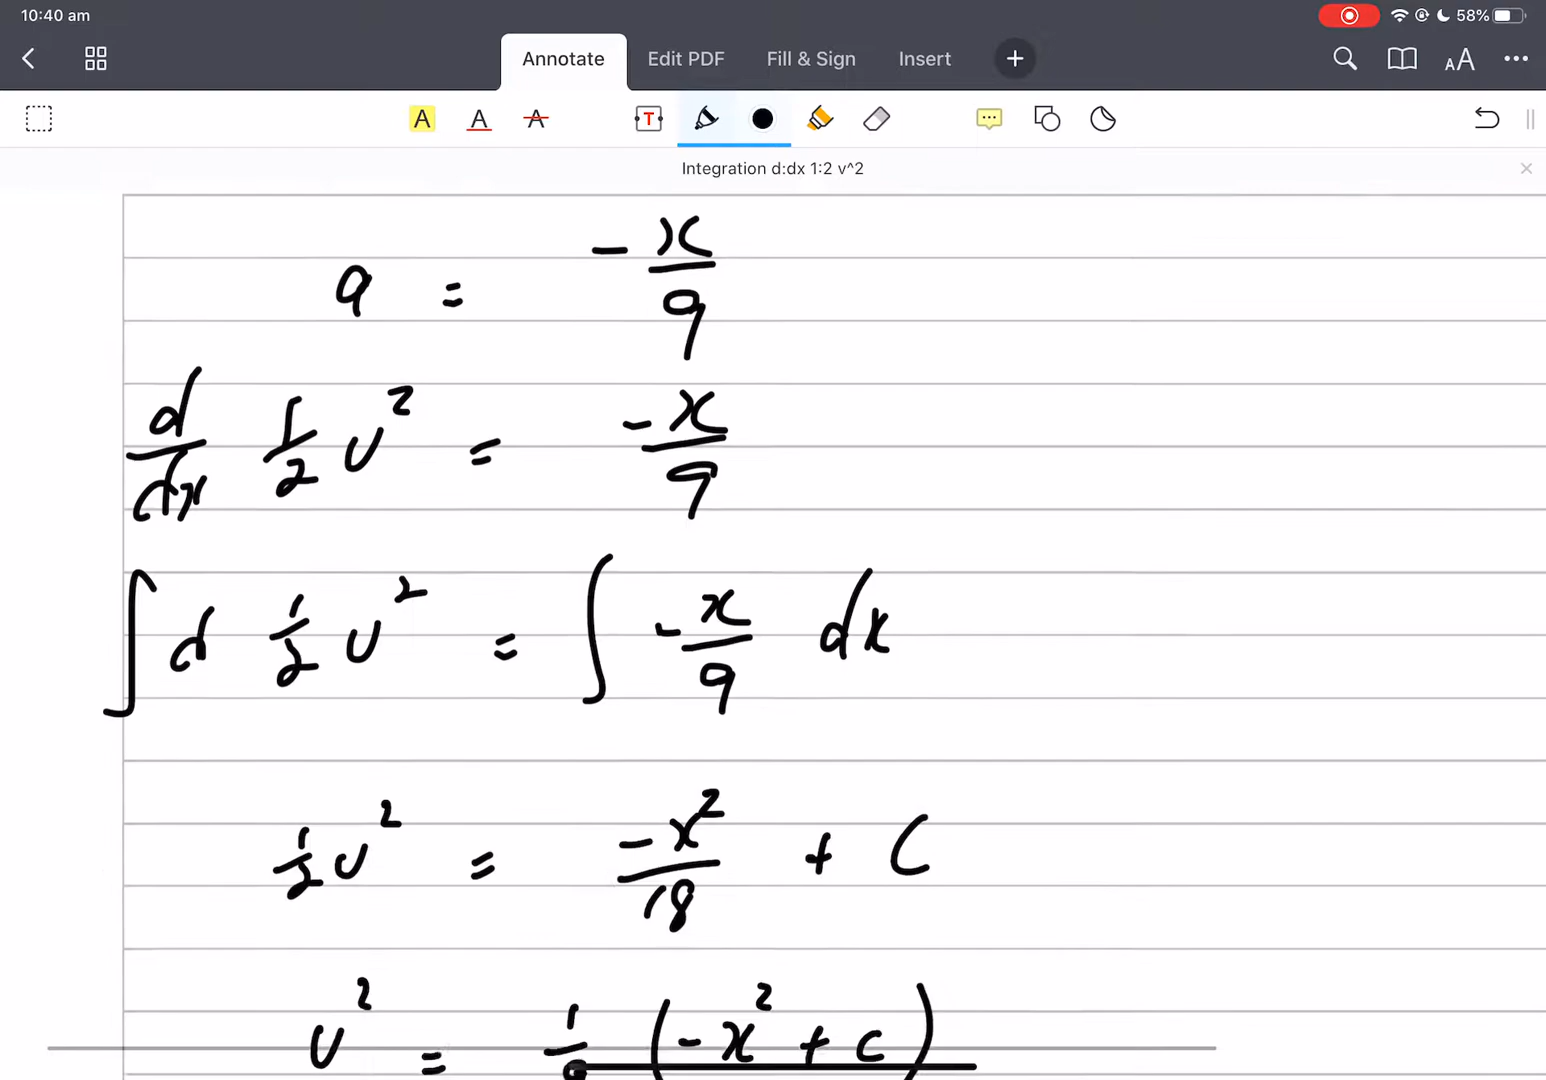 10:40 am 58%
Annotate Edit PDF Fill & Sign Insert +
A A A T
Integration d:dx 1:2 v^2
a = -x/9
d/dx 1/2 v² = -x/9
∫ d 1/2 v² = ∫ -x/9 dx
1/2 v² = -x²/18 + C
v² = 1/9 (-x² + c)